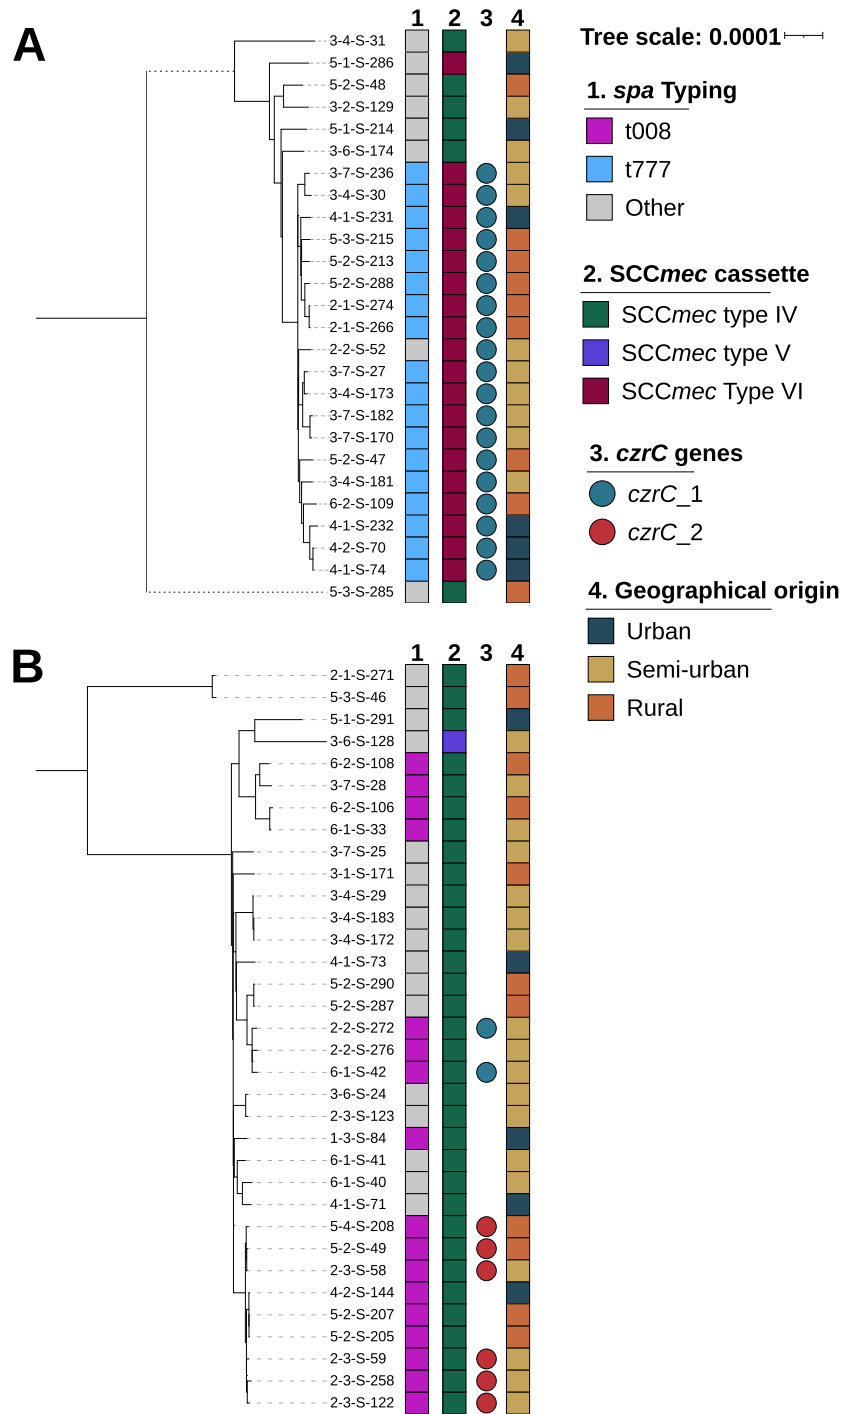 A
1 2 3 4
3-4-S-31
5-1-S-286
5-2-S-48
3-2-S-129
5-1-S-214
3-6-S-174
3-7-S-236
3-4-S-30
4-1-S-231
5-3-S-215
5-2-S-213
5-2-S-288
2-1-S-274
2-1-S-266
2-2-S-52
3-7-S-27
3-4-S-173
3-7-S-182
3-7-S-170
5-2-S-47
3-4-S-181
6-2-S-109
4-1-S-232
4-2-S-70
4-1-S-74
5-3-S-285
Tree scale: 0.0001
1. spa Typing
t008
t777
Other
2. SCCmec cassette
SCCmec type IV
SCCmec type V
SCCmec Type VI
3. czrC genes
czrC_1
czrC_2
4. Geographical origin
Urban
Semi-urban
Rural
B
1 2 3 4
2-1-S-271
5-3-S-46
5-1-S-291
3-6-S-128
6-2-S-108
3-7-S-28
6-2-S-106
6-1-S-33
3-7-S-25
3-1-S-171
3-4-S-29
3-4-S-183
3-4-S-172
4-1-S-73
5-2-S-290
5-2-S-287
2-2-S-272
2-2-S-276
6-1-S-42
3-6-S-24
2-3-S-123
1-3-S-84
6-1-S-41
6-1-S-40
4-1-S-71
5-4-S-208
5-2-S-49
2-3-S-58
4-2-S-144
5-2-S-207
5-2-S-205
2-3-S-59
2-3-S-258
2-3-S-122